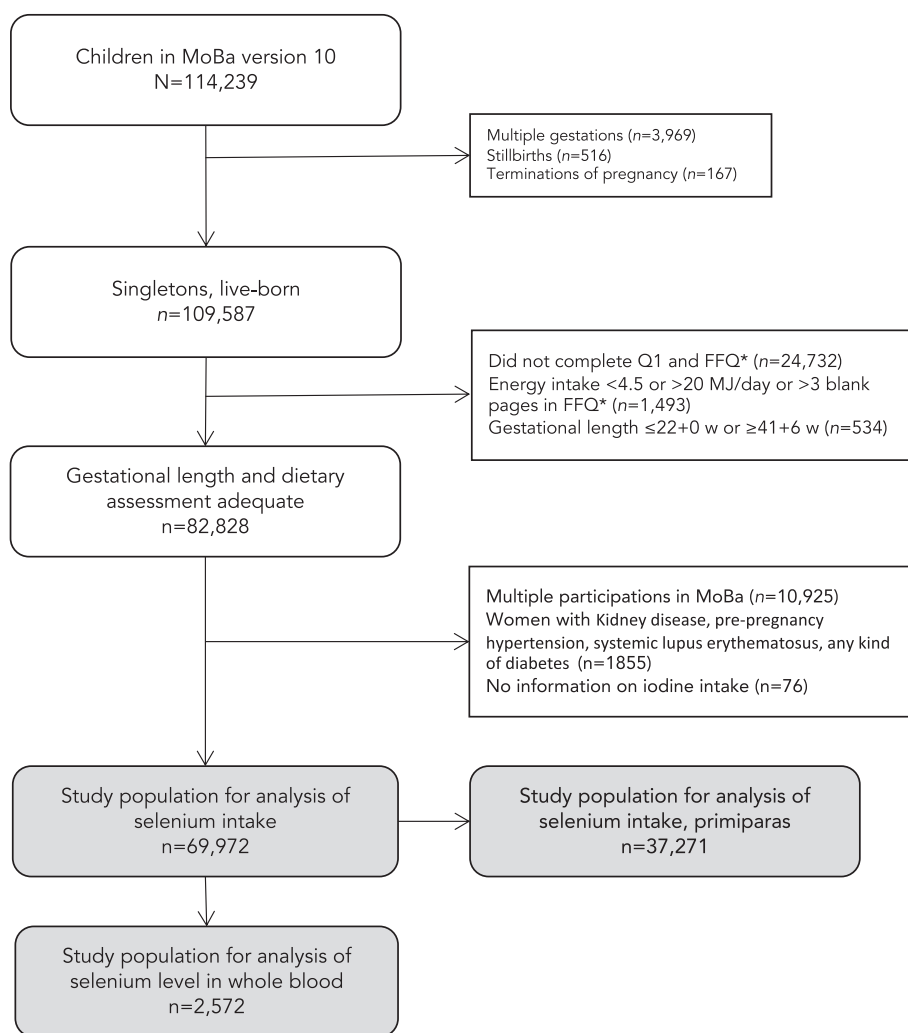 Children in MoBa version 10
N=114,239
Multiple gestations (n=3,969)
Stillbirths (n=516)
Terminations of pregnancy (n=167)
Singletons, live-born
n=109,587
Did not complete Q1 and FFQ* (n=24,732)
Energy intake <4.5 or >20 MJ/day or >3 blank
pages in FFQ* (n=1,493)
Gestational length ≤22+0 w or ≥41+6 w (n=534)
Gestational length and dietary
assessment adequate
n=82,828
Multiple participations in MoBa (n=10,925)
Women with Kidney disease, pre-pregnancy
hypertension, systemic lupus erythematosus, any kind
of diabetes (n=1855)
No information on iodine intake (n=76)
Study population for analysis of
selenium intake
n=69,972
Study population for analysis of
selenium intake, primiparas
n=37,271
Study population for analysis of
selenium level in whole blood
n=2,572